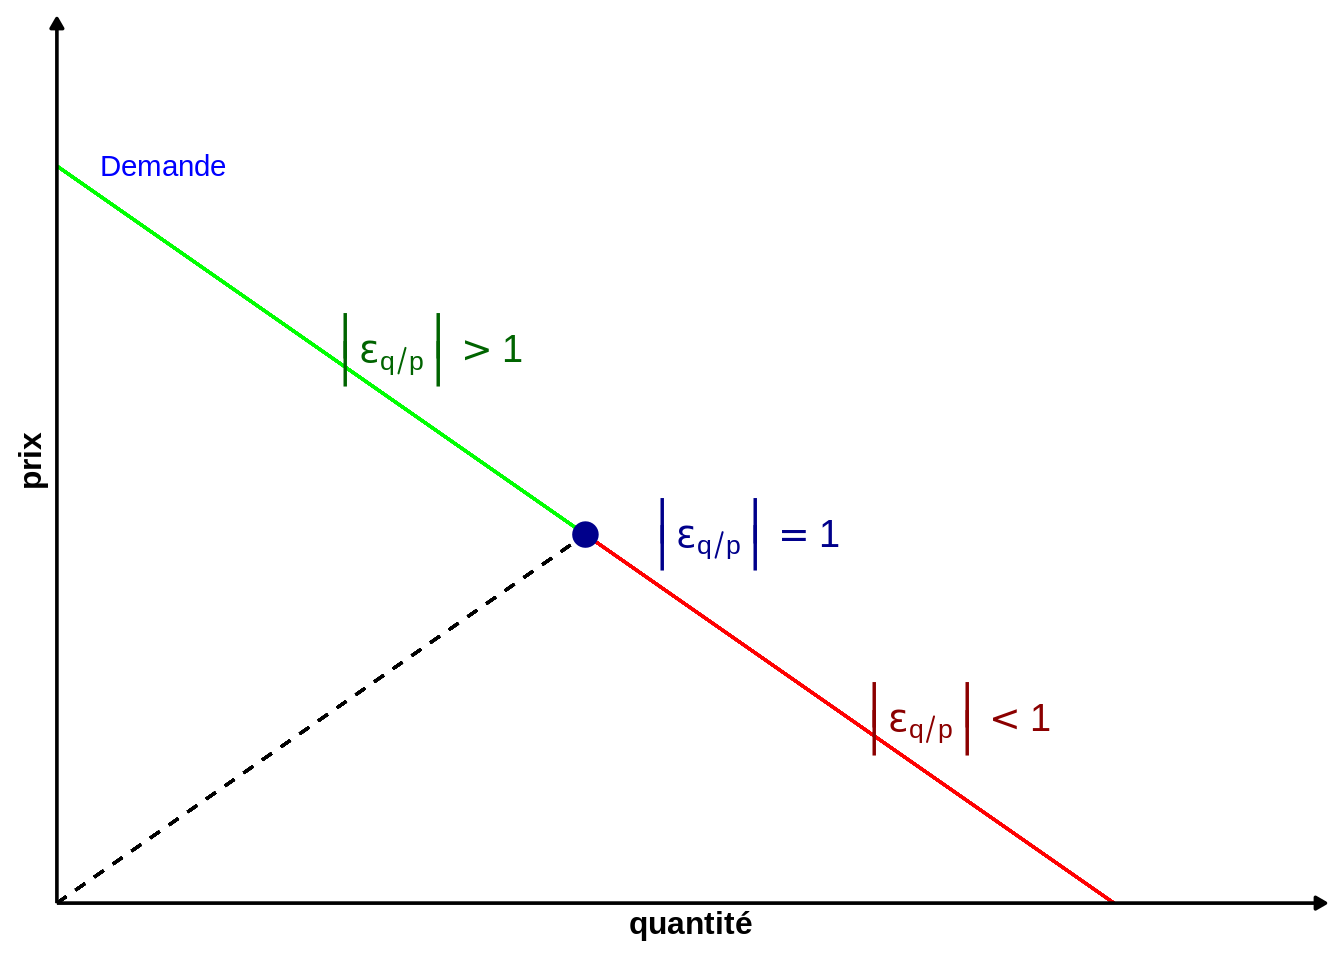 Demande
|εq/p| > 1
prix
|εq/p| = 1
|εq/p| < 1
quantité